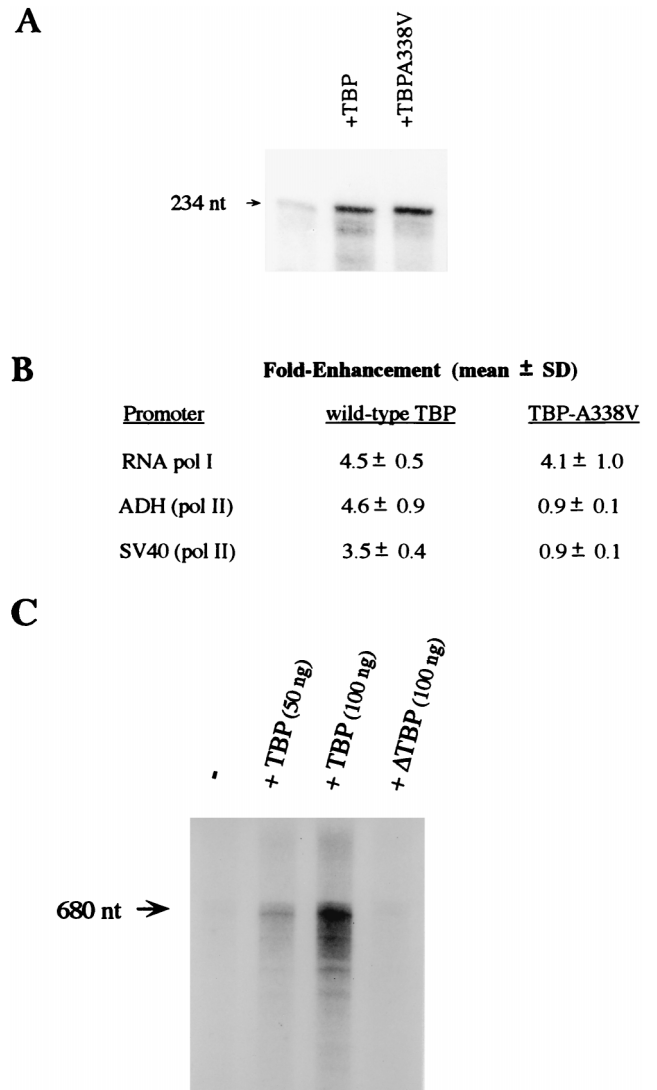 A
+TBP
+TBPA338V
234 nt →
B
Fold-Enhancement (mean ± SD)
Promoter wild-type TBP TBP-A338V
RNA pol I 4.5 ± 0.5 4.1 ± 1.0
ADH (pol II) 4.6 ± 0.9 0.9 ± 0.1
SV40 (pol II) 3.5 ± 0.4 0.9 ± 0.1
C
-
+ TBP (50 ng)
+ TBP (100 ng)
+ ΔTBP (100 ng)
680 nt →